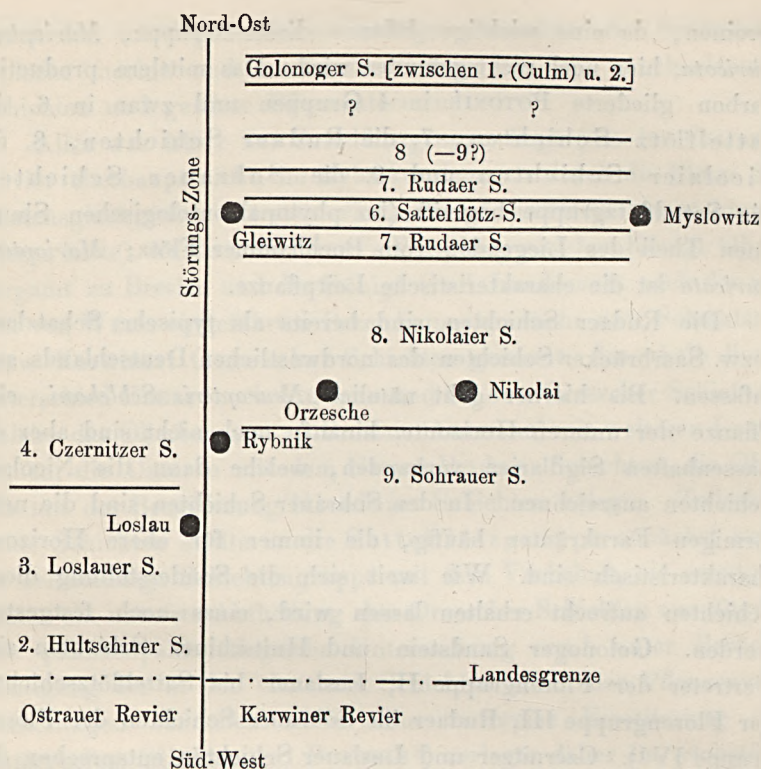 Nord-Ost
Golonoger S. [zwischen 1. (Culm) u. 2.]
? ?
8 (—9?)
7. Rudaer S.
6. Sattelflötz-S.
Myslowitz
Gleiwitz
7. Rudaer S.
Störungs-Zone
8. Nikolaier S.
Nikolai
Orzesche
Rybnik
4. Czernitzer S.
9. Sohrauer S.
Loslau
3. Loslauer S.
2. Hultschiner S.
Landesgrenze
Ostrauer Revier
Karwiner Revier
Süd-West